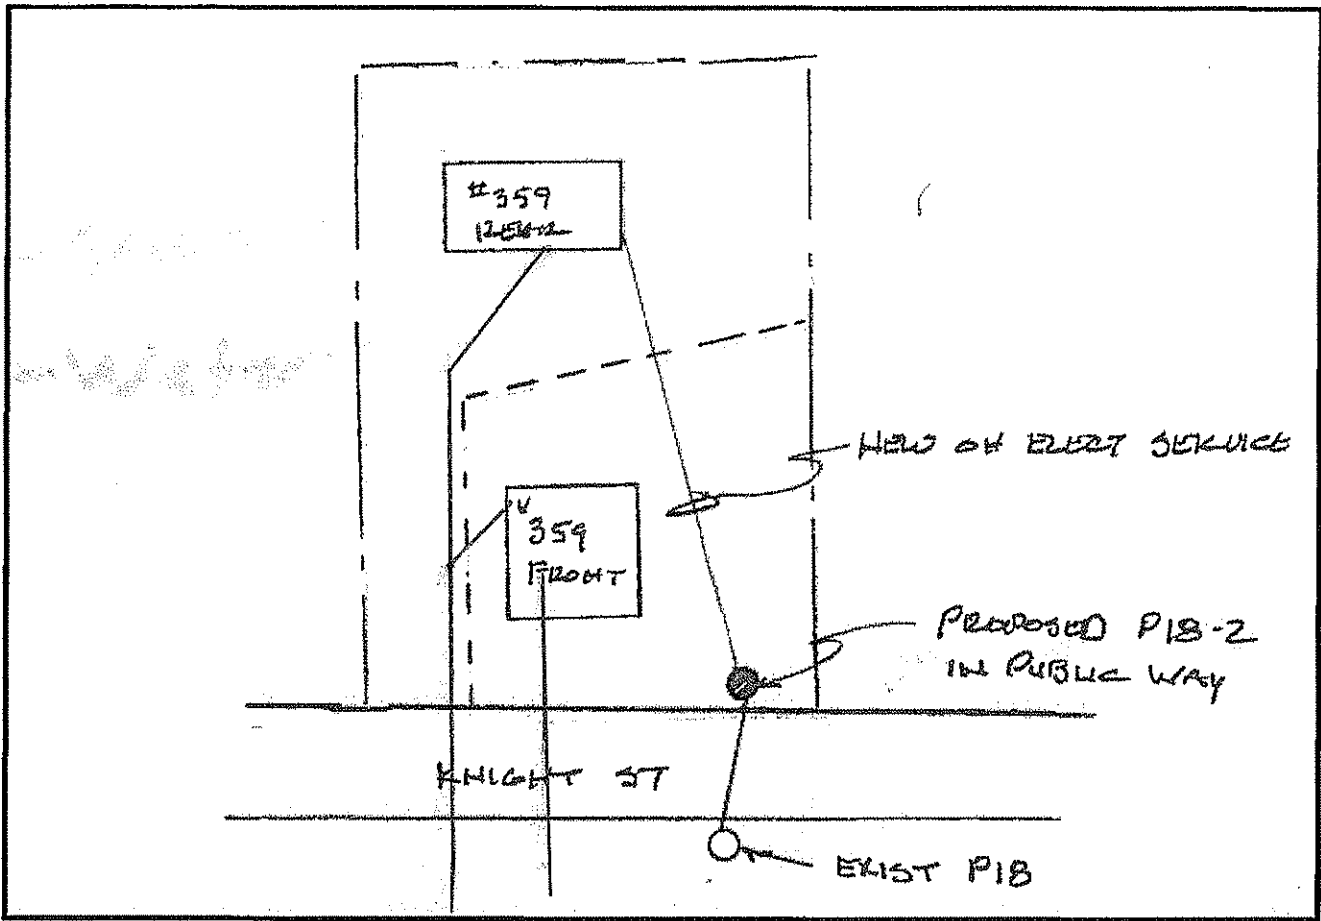 #359
REAR
NEW OH ELECT SERVICE
"
359
FRONT
PROPOSED P18-2
IN PUBLIC WAY
KNIGHT ST
EXIST P18